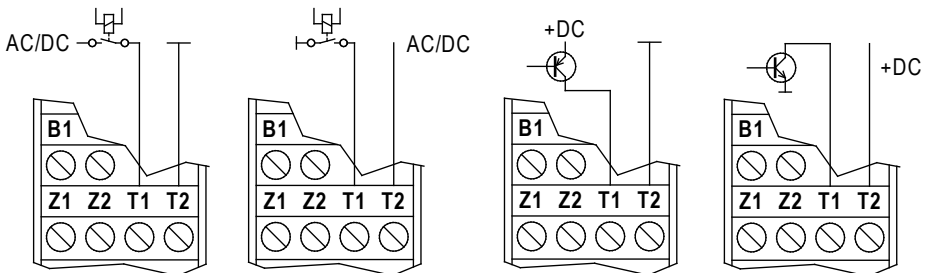 AC/DC
B1
Z1 Z2 T1 T2
AC/DC
B1
Z1 Z2 T1 T2
+DC
B1
Z1 Z2 T1 T2
+DC
B1
Z1 Z2 T1 T2